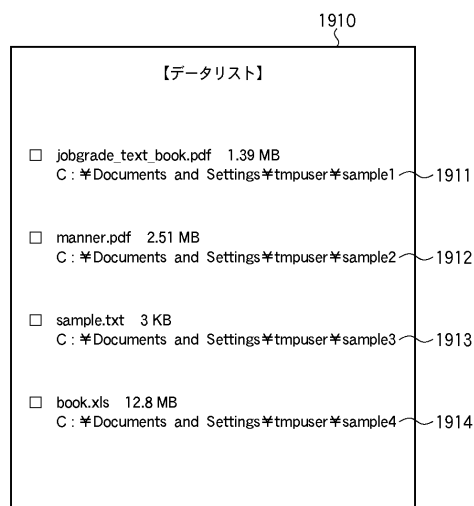 1910
【データリスト】
□ jobgrade_text_book.pdf 1.39 MB
C：¥Documents and Settings¥tmpuser¥sample1 1911
□ manner.pdf 2.51 MB
C：¥Documents and Settings¥tmpuser¥sample2 1912
□ sample.txt 3 KB
C：¥Documents and Settings¥tmpuser¥sample3 1913
□ book.xls 12.8 MB
C：¥Documents and Settings¥tmpuser¥sample4 1914